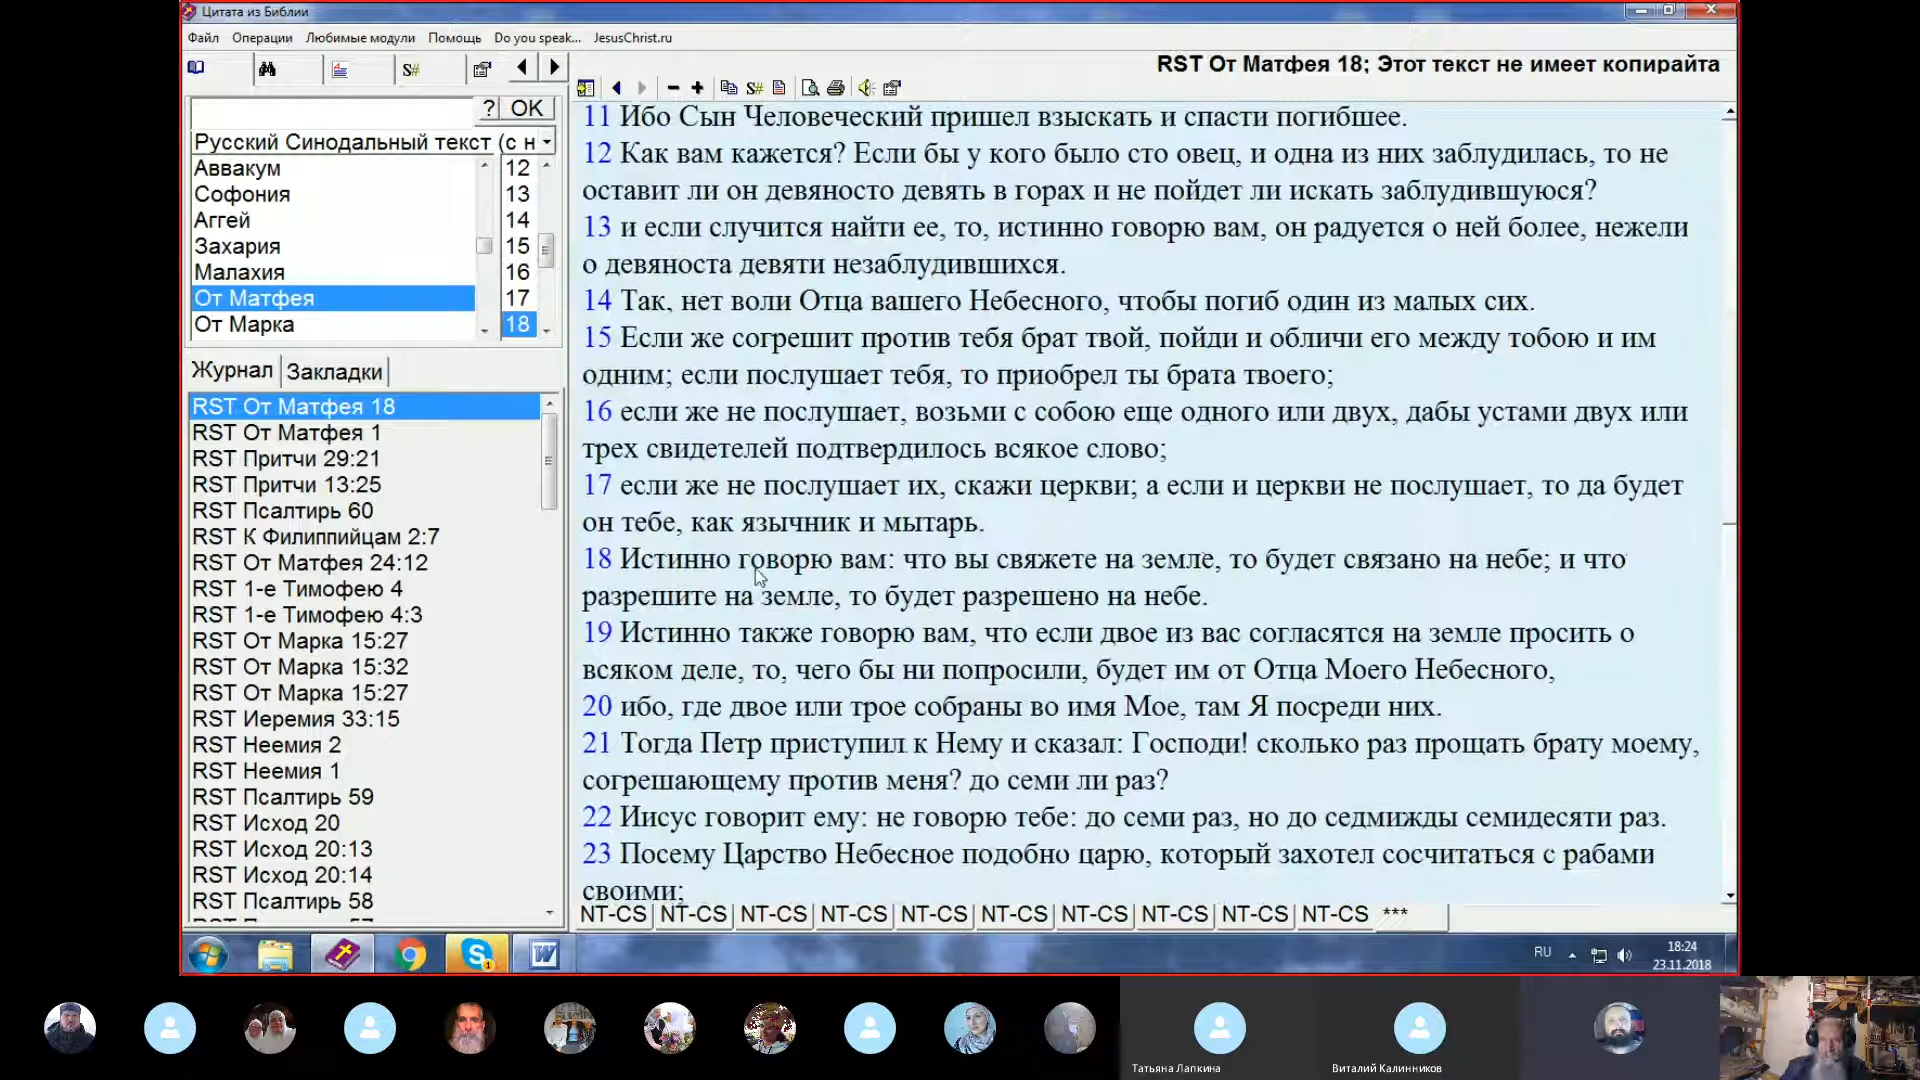 Цитата из Библии
Файл Операции Любимые модули Помощь Do you speak... JesusChrist.ru
S#
RST От Матфея 18; Этот текст не имеет копирайта
S#
? OK
Русский Синодальный текст (с н
Аввакум 12
Софония 13
Аггей 14
Захария 15
Малахия 16
От Матфея 17
От Марка 18
Журнал Закладки
RST От Матфея 18
RST От Матфея 1
RST Притчи 29:21
RST Притчи 13:25
RST Псалтирь 60
RST К Филиппийцам 2:7
RST От Матфея 24:12
RST 1-е Тимофею 4
RST 1-е Тимофею 4:3
RST От Марка 15:27
RST От Марка 15:32
RST От Марка 15:27
RST Иеремия 33:15
RST Неемия 2
RST Неемия 1
RST Псалтирь 59
RST Исход 20
RST Исход 20:13
RST Исход 20:14
RST Псалтирь 58
11 Ибо Сын Человеческий пришел взыскать и спасти погибшее.
12 Как вам кажется? Если бы у кого было сто овец, и одна из них заблудилась, то не
оставит ли он девяносто девять в горах и не пойдет ли искать заблудившуюся?
13 и если случится найти ее, то, истинно говорю вам, он радуется о ней более, нежели
о девяноста девяти незаблудившихся.
14 Так, нет воли Отца вашего Небесного, чтобы погиб один из малых сих.
15 Если же согрешит против тебя брат твой, пойди и обличи его между тобою и им
одним; если послушает тебя, то приобрел ты брата твоего;
16 если же не послушает, возьми с собою еще одного или двух, дабы устами двух или
трех свидетелей подтвердилось всякое слово;
17 если же не послушает их, скажи церкви; а если и церкви не послушает, то да будет
он тебе, как язычник и мытарь.
18 Истинно говорю вам: что вы свяжете на земле, то будет связано на небе; и что
разрешите на земле, то будет разрешено на небе.
19 Истинно также говорю вам, что если двое из вас согласятся на земле просить о
всяком деле, то, чего бы ни попросили, будет им от Отца Моего Небесного,
20 ибо, где двое или трое собраны во имя Мое, там Я посреди них.
21 Тогда Петр приступил к Нему и сказал: Господи! сколько раз прощать брату моему,
согрешающему против меня? до семи ли раз?
22 Иисус говорит ему: не говорю тебе: до семи раз, но до седмижды семидесяти раз.
23 Посему Царство Небесное подобно царю, который захотел сосчитаться с рабами
своими;
NT-CS NT-CS NT-CS NT-CS NT-CS NT-CS NT-CS NT-CS NT-CS NT-CS ***
RU
18:24
23.11.2018
Татьяна Лапкина
Виталий Калинников